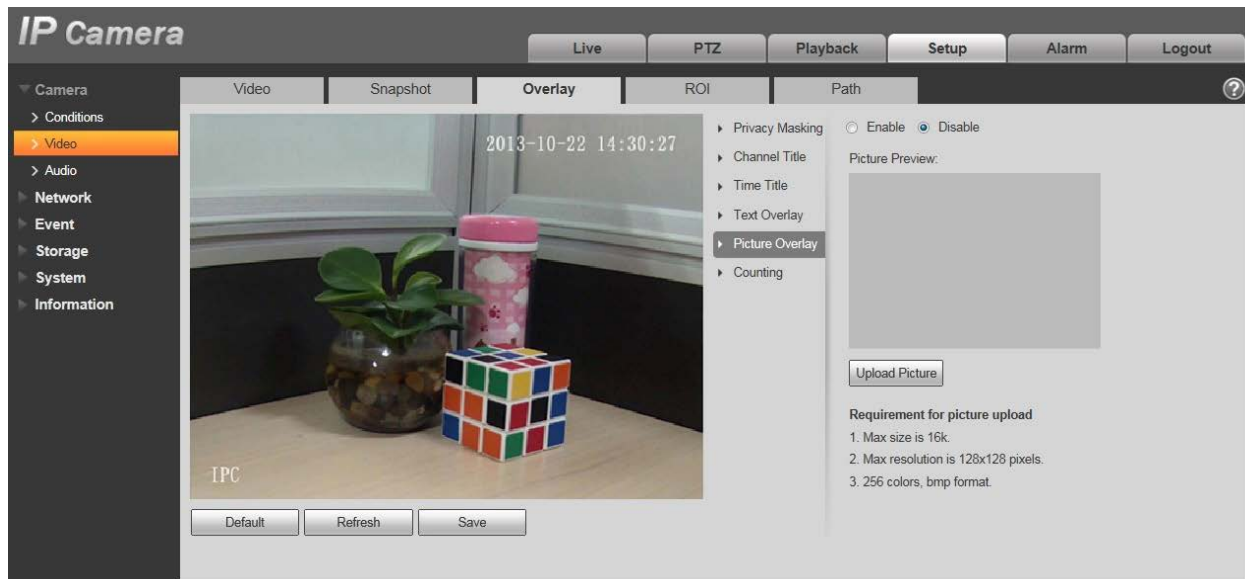 IP Camera
Live PTZ Playback Setup Alarm Logout
Camera
Conditions
Video
Audio
Network
Event
Storage
System
Information
Video Snapshot Overlay ROI Path
?
2013-10-22 14:30:27
IPC
Privacy Masking
Channel Title
Time Title
Text Overlay
Picture Overlay
Counting
Enable Disable
Picture Preview:
Upload Picture
Requirement for picture upload
1. Max size is 16k.
2. Max resolution is 128x128 pixels.
3. 256 colors, bmp format.
Default Refresh Save